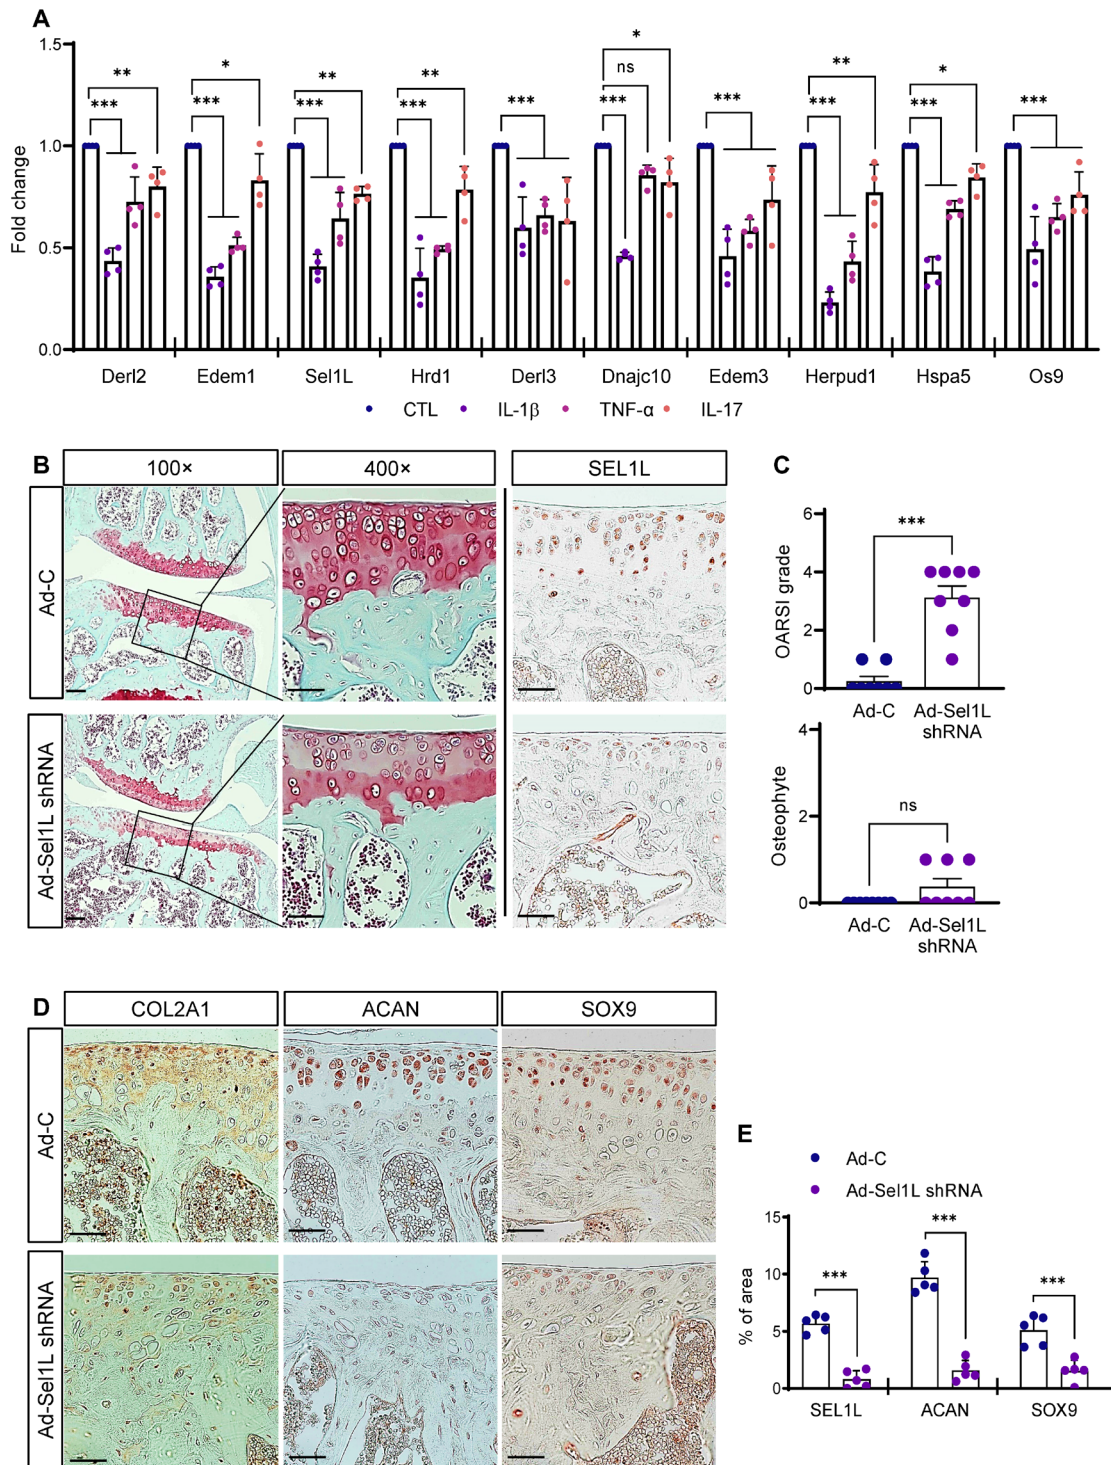 A
1.5
1.0
0.5
0.0
Fold change
*** ** *** * *** ** *** ** *** *** ns * *** *** ** *** * ***
Derl2 Edem1 Sel1L Hrd1 Derl3 Dnajc10 Edem3 Herpud1 Hspa5 Os9
CTL IL-1β TNF-α IL-17
B
100× 400× SEL1L
Ad-C
Ad-Sel1L shRNA
C
OARSI grade
6
4
2
0
***
Ad-C Ad-Sel1L
shRNA
Osteophyte
4
2
0
ns
Ad-C Ad-Sel1L
shRNA
D
COL2A1 ACAN SOX9
Ad-C
Ad-Sel1L shRNA
E
Ad-C
Ad-Sel1L shRNA
% of area
15
10
5
0
*** *** ***
SEL1L ACAN SOX9